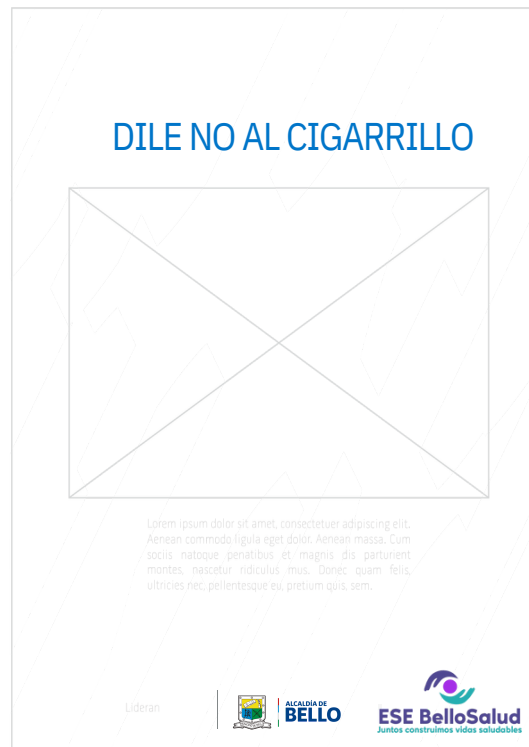 DILE NO AL CIGARRILLO
Lorem ipsum dolor sit amet, consectetuer adipiscing elit.
Aenean commodo ligula eget dolor. Aenean massa. Cum
sociis natoque penatibus et magnis dis parturient
montes, nascetur ridiculus mus. Donec quam felis,
ultricies nec, pellentesque eu, pretium quis, sem.
Lideran
ALCALDÍA DE
BELLO
ESE BelloSalud
Juntos construimos vidas saludables